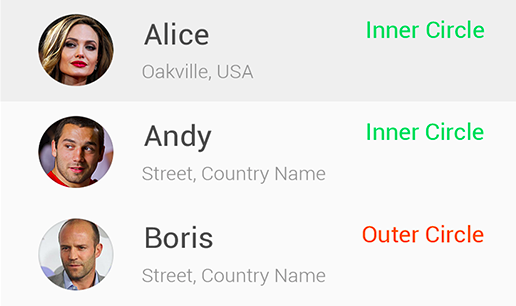 Alice
Inner Circle
Oakville, USA
Andy
Inner Circle
Street, Country Name
Boris
Outer Circle
Street, Country Name